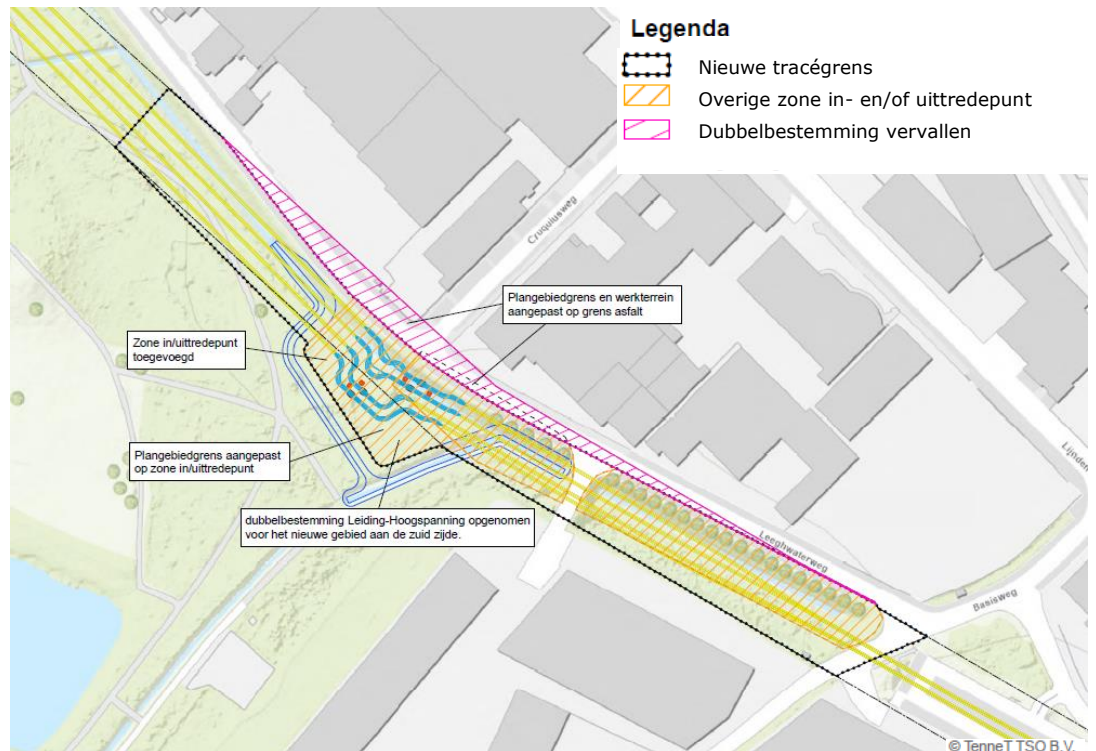 Legenda
Nieuwe tracégrens
Overige zone in- en/of uittredepunt
Dubbelbestemming vervallen
Cruquiusweg
Plangebiedgrens en werkterrein
aangepast op grens asfalt
Zone in/uittredepunt
toegevoegd
Plangebiedgrens aangepast
op zone in/uittredepunt
dubbelbestemming Leiding-Hoogspanning opgenomen
voor het nieuwe gebied aan de zuid zijde.
Lijnden
Leeghwaterweg
Basisweg
© TenneT TSO B.V.